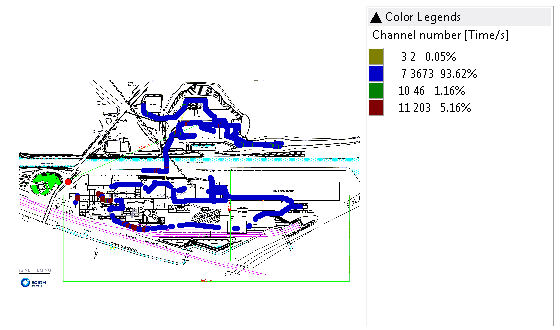 Color Legends
Channel number [Time/s]
3 2 0.05%
7 3673 93.62%
10 46 1.16%
11 203 5.16%